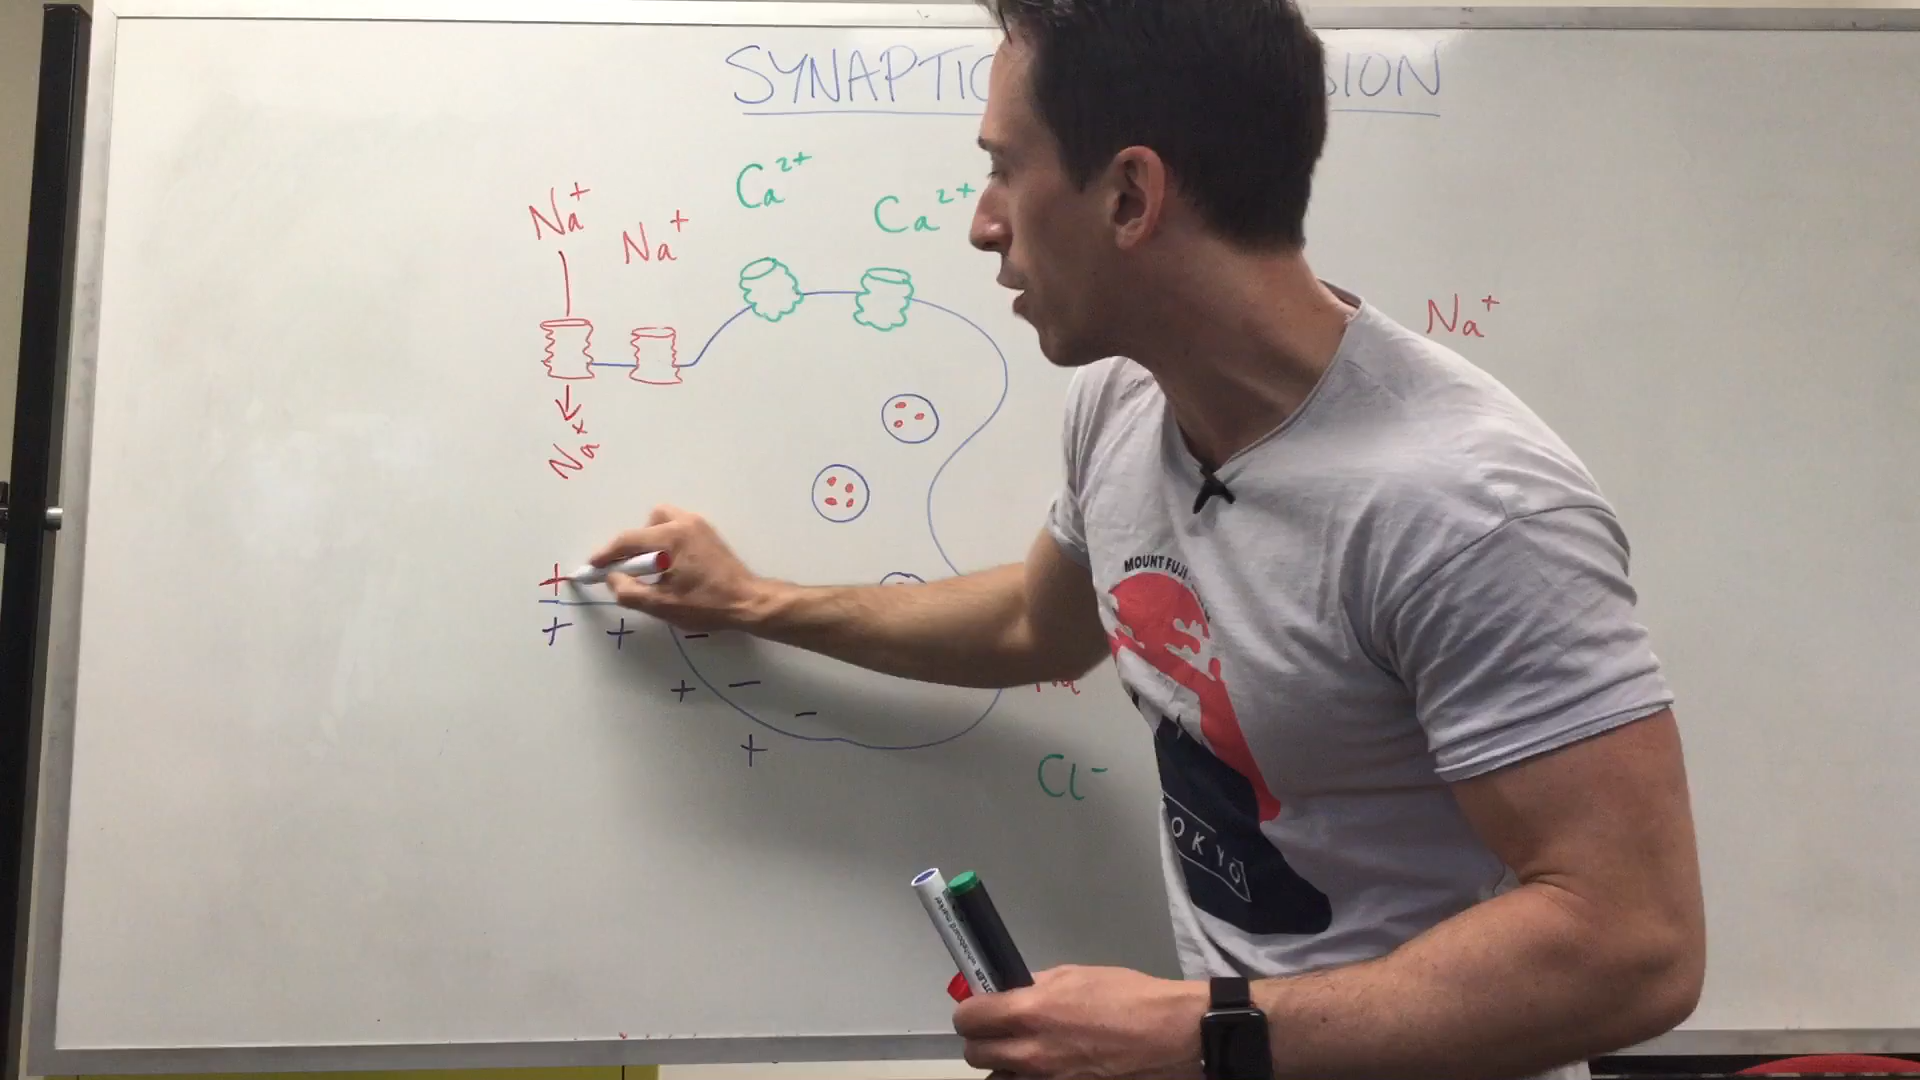 SYNAPTIC
SION
Ca²⁺
Ca²⁺
Na⁺
Na⁺
Na⁺
Na⁺
+
+ + −
+ −
−
+
Cl⁻
MOUNT FUJI
OKYO